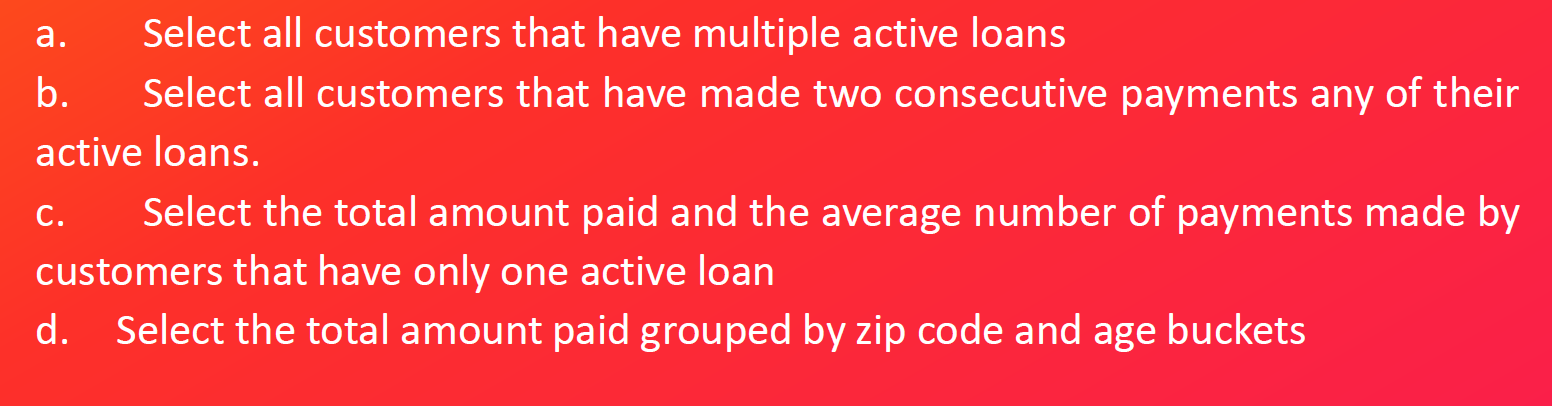 a. Select all customers that have multiple active loans
b. Select all customers that have made two consecutive payments any of their
active loans.
c. Select the total amount paid and the average number of payments made by
customers that have only one active loan
d. Select the total amount paid grouped by zip code and age buckets